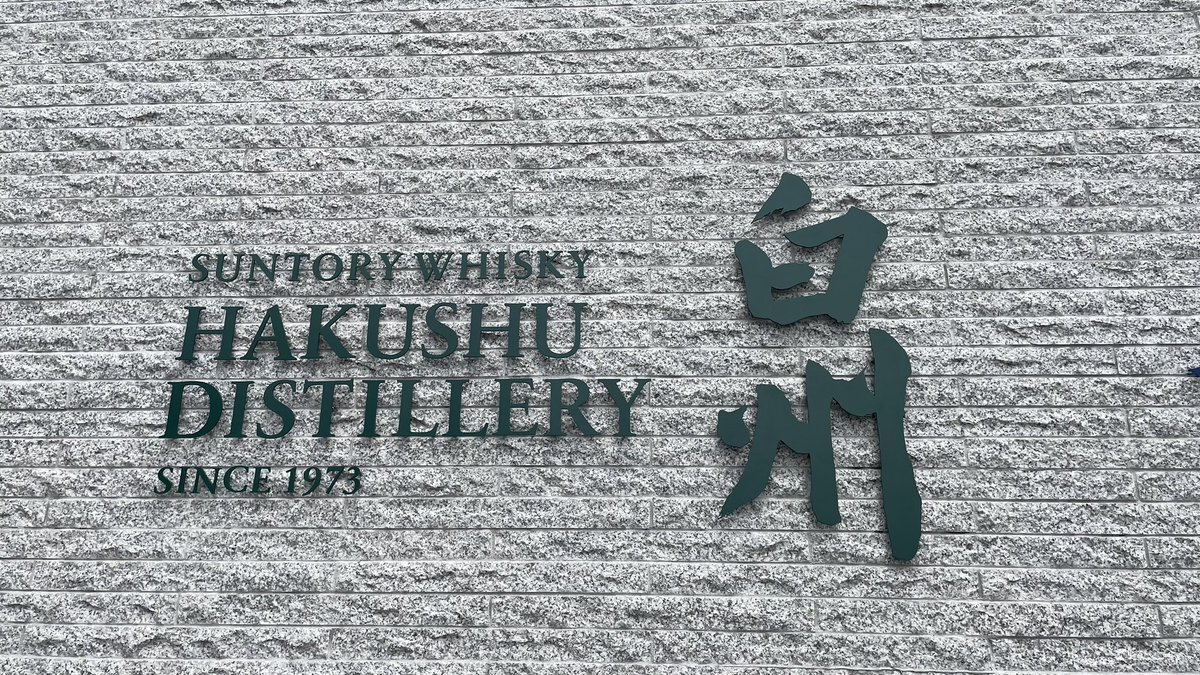 SUNTORY WHISKY
HAKUSHU
DISTILLERY
SINCE 1973
白州